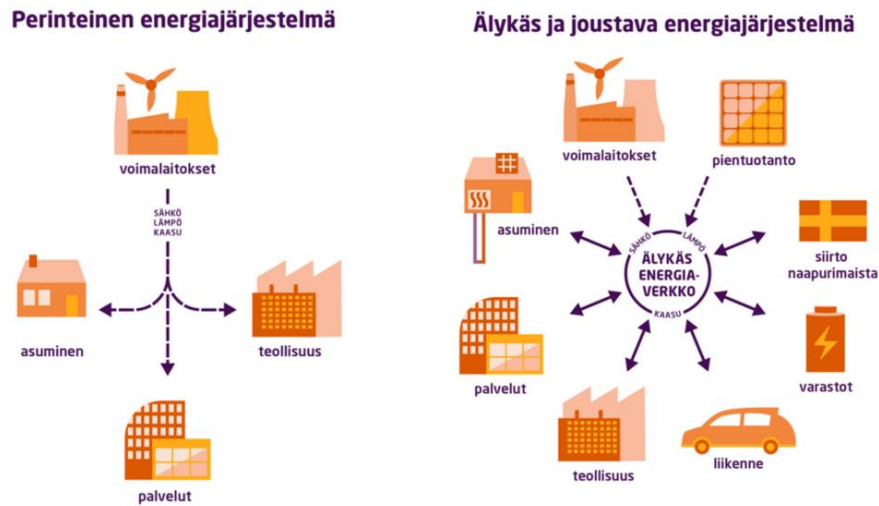 Perinteinen energiajärjestelmä
voimalaitokset
SÄHKÖ
LÄMPÖ
KAASU
asuminen
teollisuus
palvelut
Älykäs ja joustava energiajärjestelmä
voimalaitokset
pientuotanto
asuminen
SÄHKÖ
LÄMPÖ
ÄLYKÄS
ENERGIA-
VERKKO
KAASU
siirto
naapurimaista
palvelut
varastot
teollisuus
liikenne